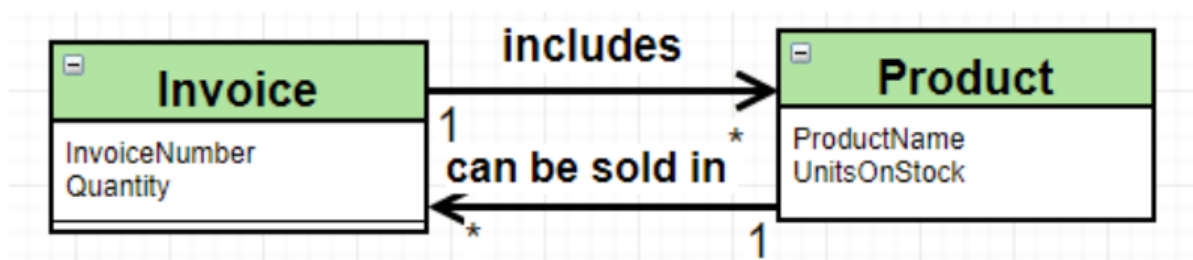 includes
Invoice
Product
InvoiceNumber
Quantity
1
*
ProductName
UnitsOnStock
can be sold in
*
1